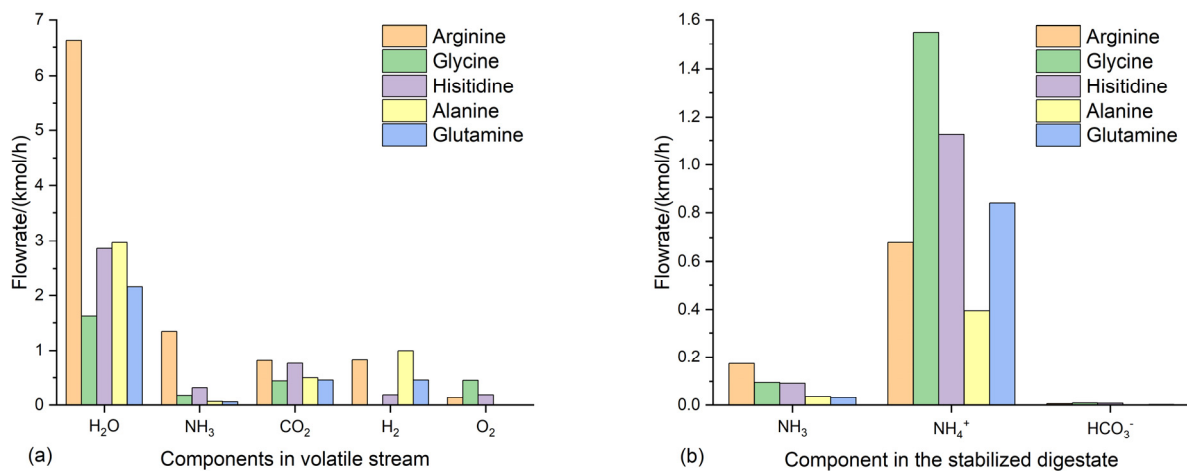 7
6
5
4
3
2
1
0
Flowrate/(kmol/h)
Arginine
Glycine
Hisitidine
Alanine
Glutamine
H₂O NH₃ CO₂ H₂ O₂
(a) Components in volatile stream
1.6
1.4
1.2
1.0
0.8
0.6
0.4
0.2
0.0
Flowrate/(kmol/h)
Arginine
Glycine
Hisitidine
Alanine
Glutamine
NH₃ NH₄⁺ HCO₃⁻
(b) Component in the stabilized digestate